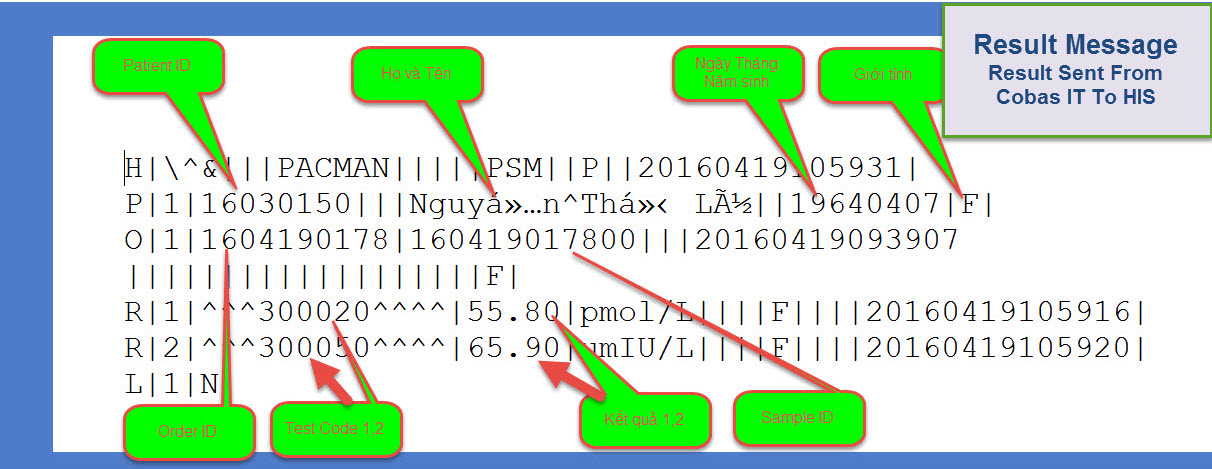 Result Message
Result Sent From
Cobas IT To HIS
Patient ID
Họ và Tên
Ngày Tháng
Năm sinh
Giới tính
H|\^&|||PACMAN|||||PSM||P||20160419105931|
P|1|16030150|||Nguyá»…n^Thá»‹ LÃ½||19640407|F|
O|1|1604190178|160419017800|||20160419093907
|||||||||||||||||||F|
R|1|^^^300020^^^^|55.80|pmol/L||||F||||20160419105916|
R|2|^^^300050^^^^|65.90|umIU/L||||F||||20160419105920|
L|1|N
Order ID
Test Code 1,2
Kết quả 1,2
Sample ID